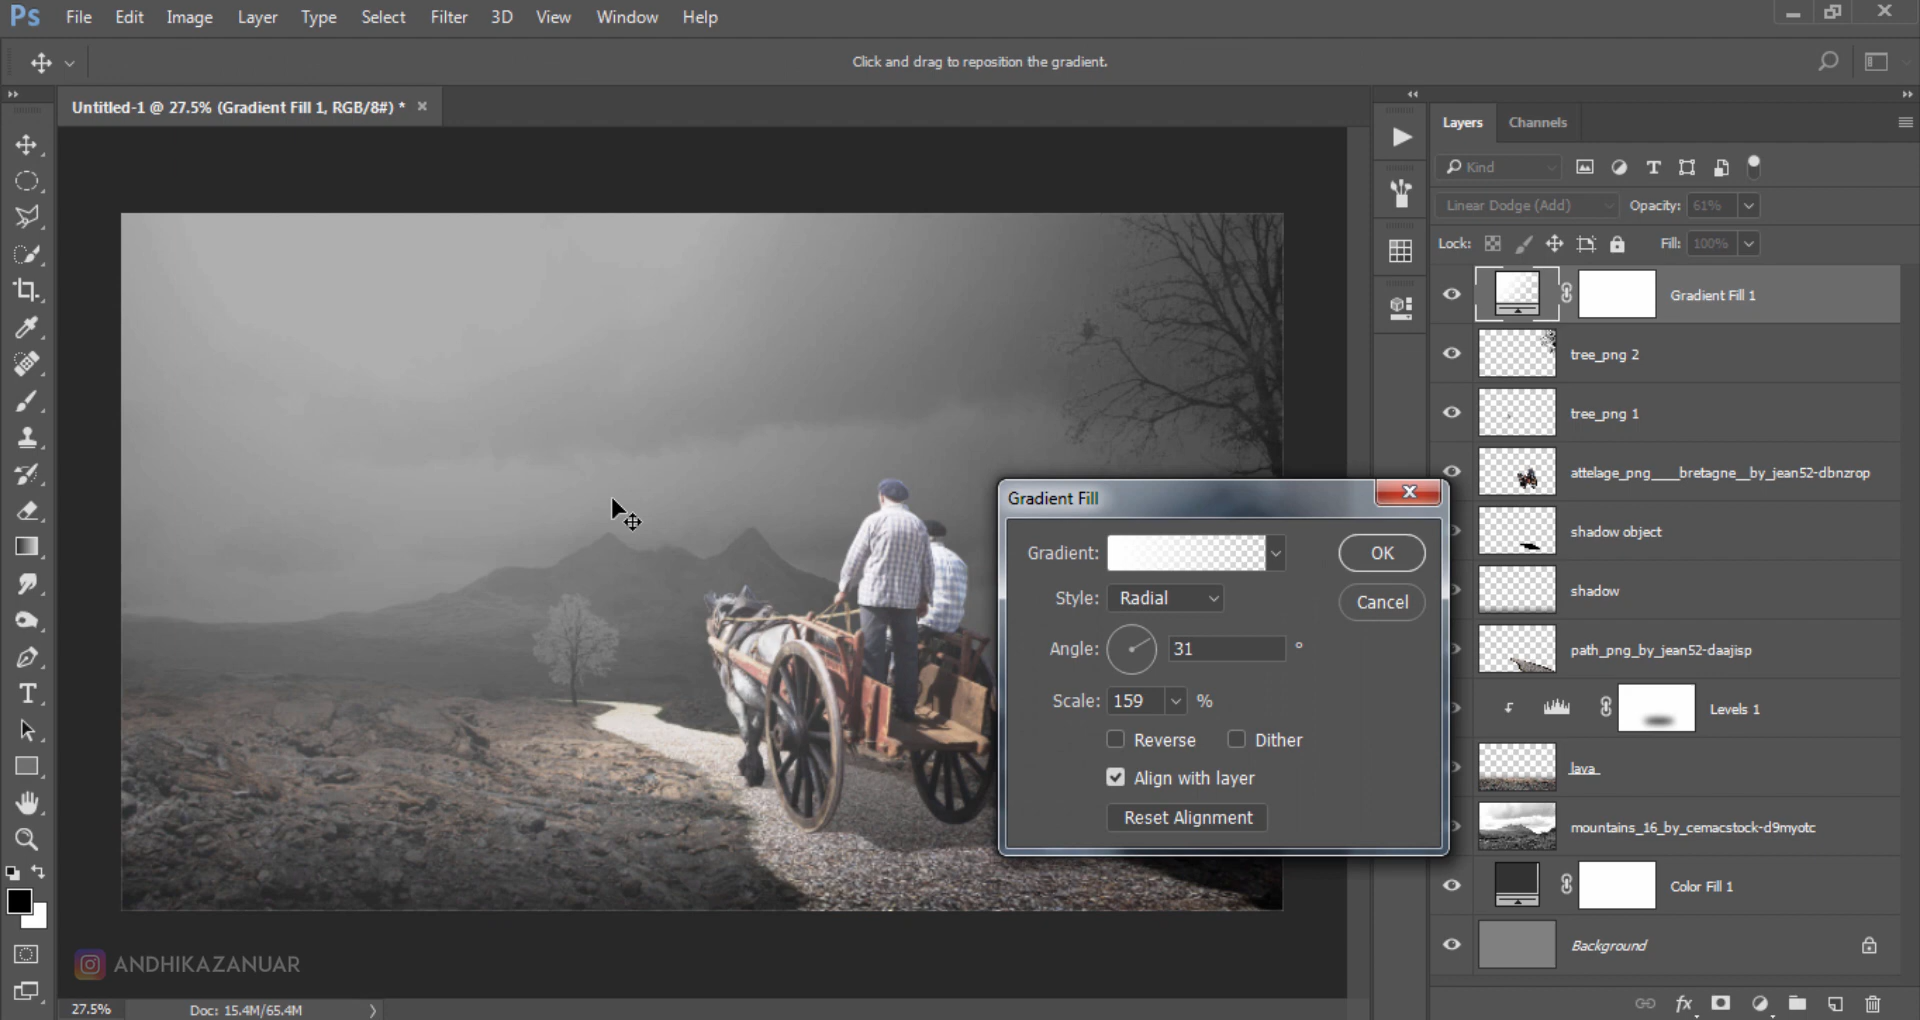 Ps File Edit Image Layer Type Select Filter 3D View Window Help
Click and drag to reposition the gradient.
Untitled-1 @ 27.5% (Gradient Fill 1, RGB/8#) *
Layers Channels
Kind
Linear Dodge (Add) Opacity: 61%
Lock: Fill: 100%
Gradient Fill 1
tree_png 2
tree_png 1
attelage_png___bretagne__by_jean52-dbnzrop
shadow object
shadow
path_png_by_jean52-daajisp
Levels 1
lava
mountains_16_by_cemacstock-d9myotc
Color Fill 1
Background
Gradient Fill
Gradient: OK
Style: Radial Cancel
Angle: 31 °
Scale: 159 %
Reverse Dither
Align with layer
Reset Alignment
ANDHIKAZANUAR
27.5% Doc: 15.4M/65.4M
fx